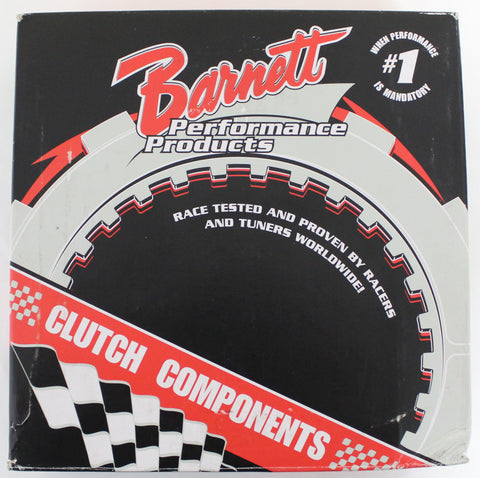 Barnett
Performance
Products
WHEN PERFORMANCE
#1
IS MANDATORY
RACE TESTED AND PROVEN BY RACERS
AND TUNERS WORLDWIDE!
CLUTCH COMPONENTS